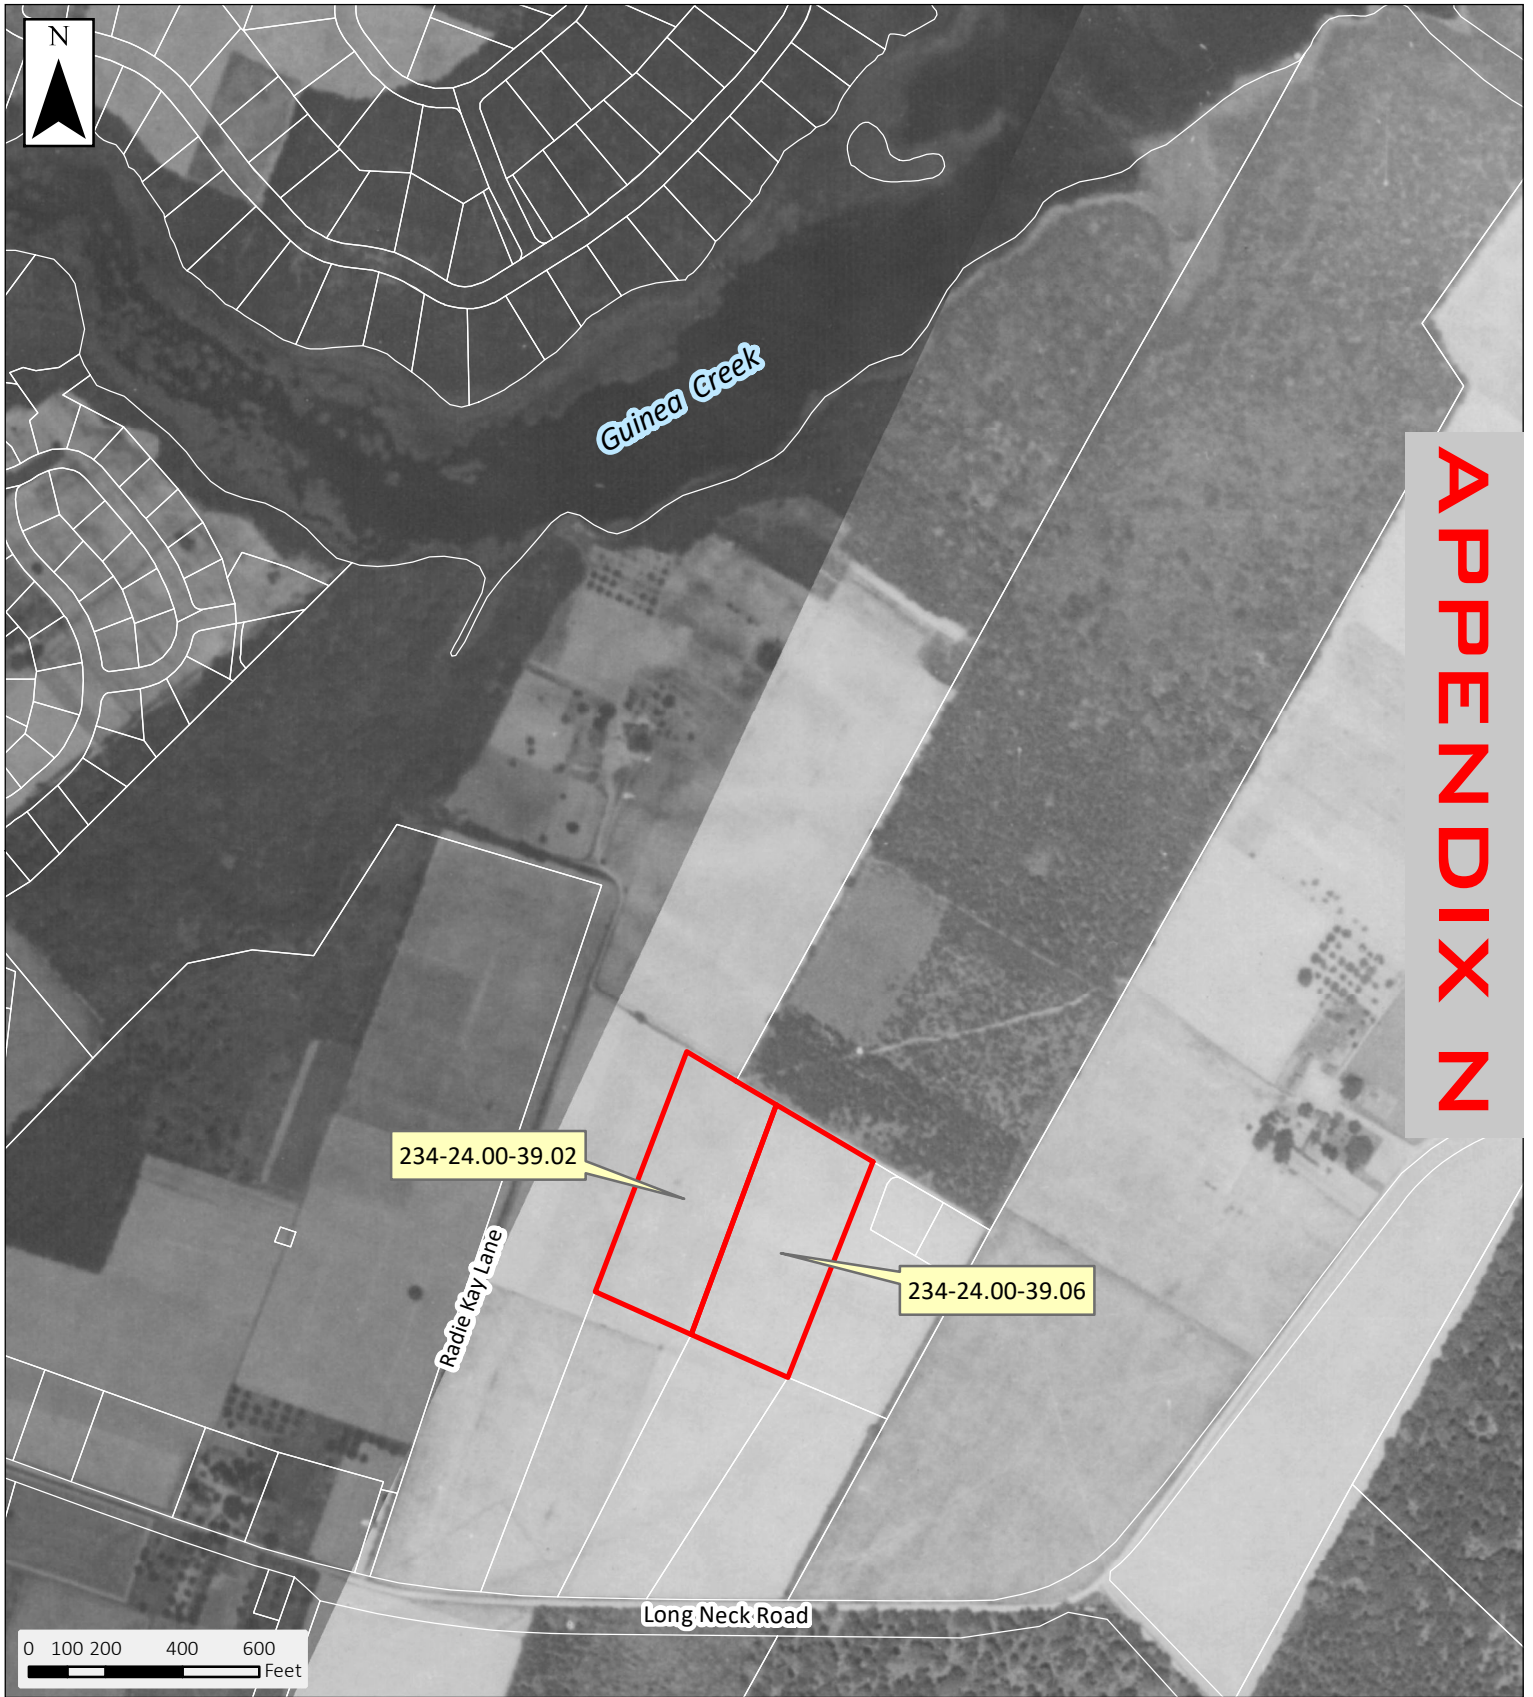 N
Guinea Creek
APPENDIX N
234-24.00-39.02
234-24.00-39.06
Radie Kay Lane
Long Neck Road
0 100 200 400 600
Feet